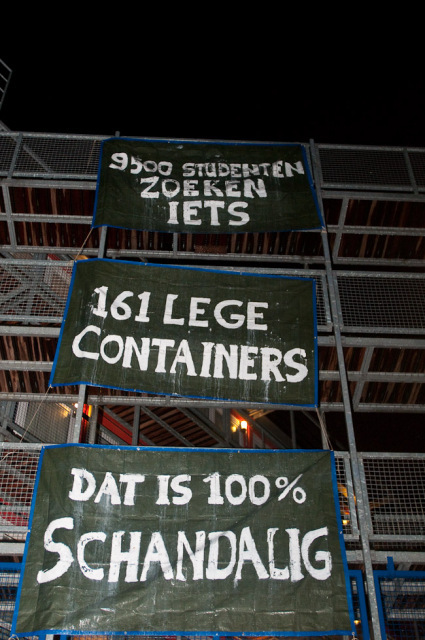 9500 STUDENTEN
ZOEKEN
IETS
161 LEGE
CONTAINERS
DAT IS 100%
SCHANDALIG